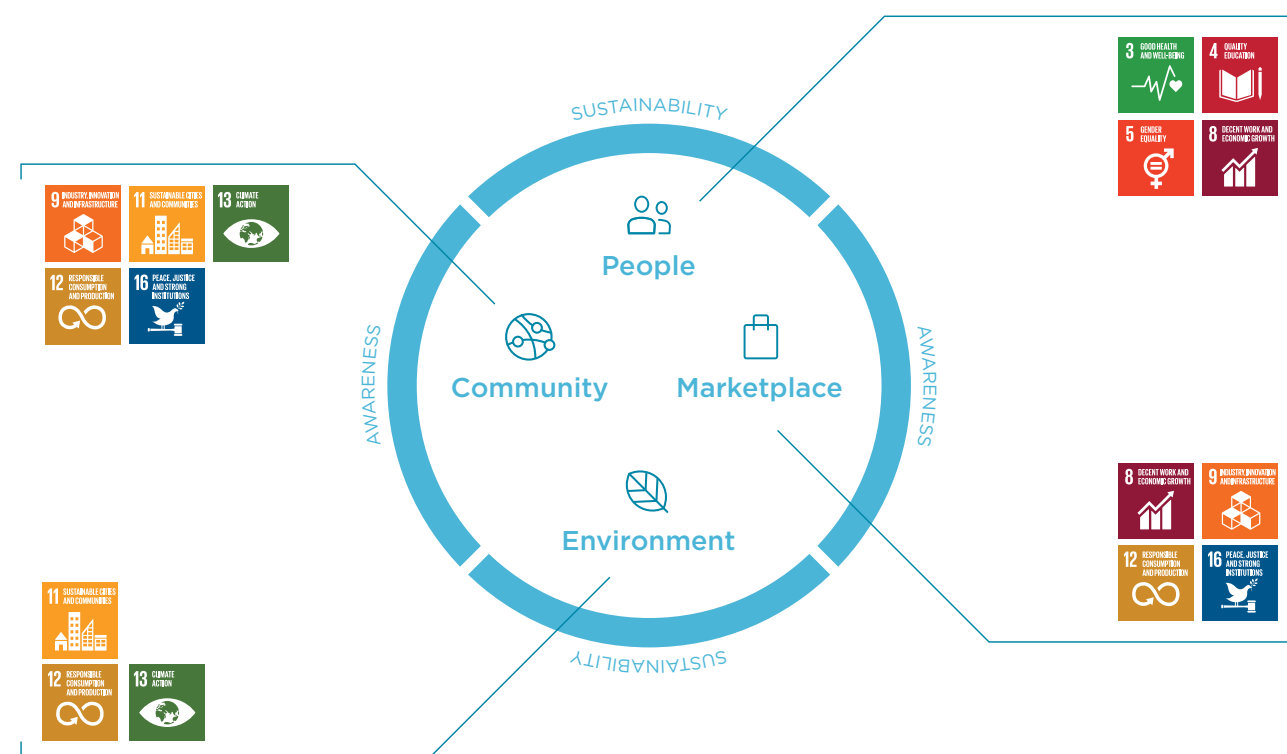 SUSTAINABILITY
3 GOOD HEALTH
AND WELL-BEING
4 QUALITY
EDUCATION
5 GENDER
EQUALITY
8 DECENT WORK AND
ECONOMIC GROWTH
9 INDUSTRY, INNOVATION
AND INFRASTRUCTURE
11 SUSTAINABLE CITIES
AND COMMUNITIES
13 CLIMATE
ACTION
12 RESPONSIBLE
CONSUMPTION
AND PRODUCTION
16 PEACE, JUSTICE
AND STRONG
INSTITUTIONS
People
AWARENESS
Community
Marketplace
AWARENESS
Environment
8 DECENT WORK AND
ECONOMIC GROWTH
9 INDUSTRY, INNOVATION
AND INFRASTRUCTURE
12 RESPONSIBLE
CONSUMPTION
AND PRODUCTION
16 PEACE, JUSTICE
AND STRONG
INSTITUTIONS
11 SUSTAINABLE CITIES
AND COMMUNITIES
12 RESPONSIBLE
CONSUMPTION
AND PRODUCTION
13 CLIMATE
ACTION
SUSTAINABILITY